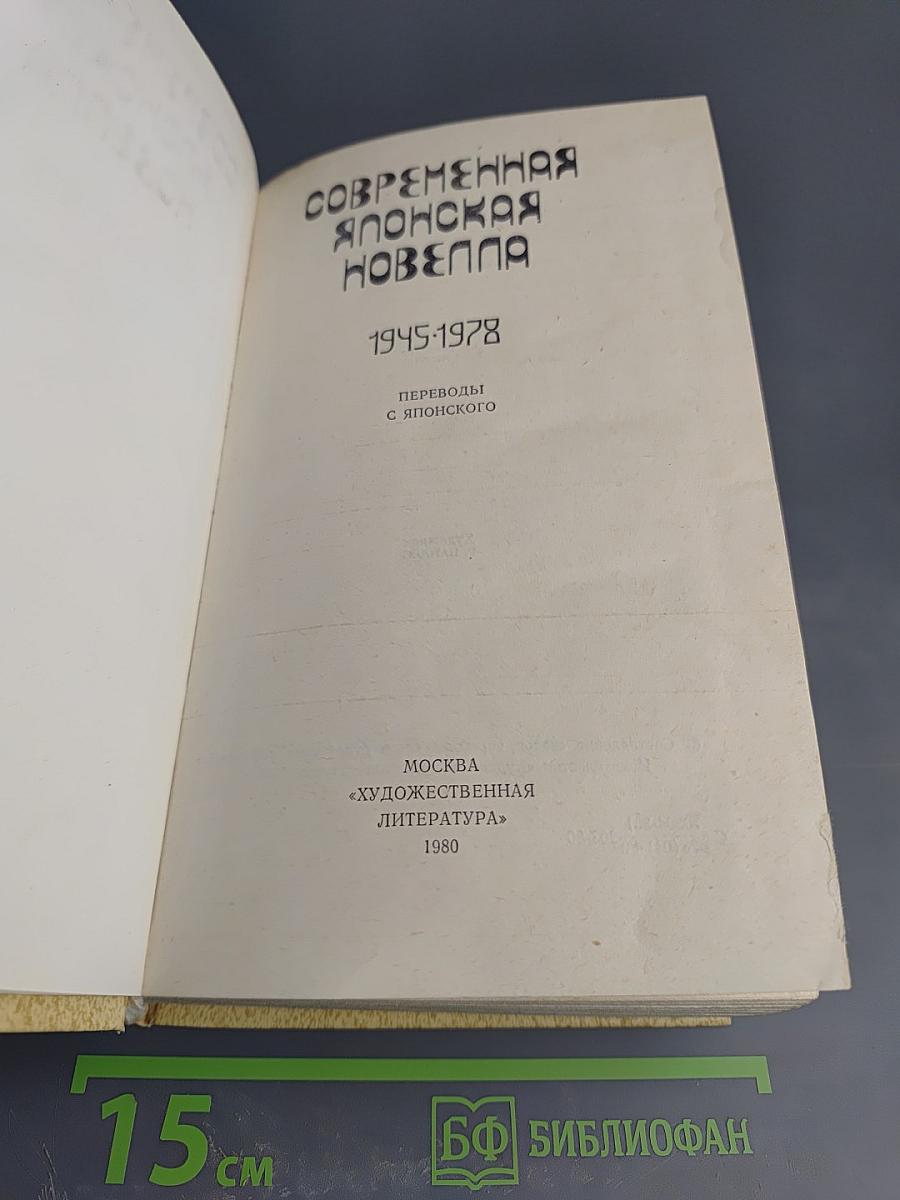 СОВРЕМЕННАЯ
ЯПОНСКАЯ
НОВЕЛЛА
1945·1978
ПЕРЕВОДЫ
С ЯПОНСКОГО
МОСКВА
«ХУДОЖЕСТВЕННАЯ
ЛИТЕРАТУРА»
1980
15 см
БФ БИБЛИОФАН